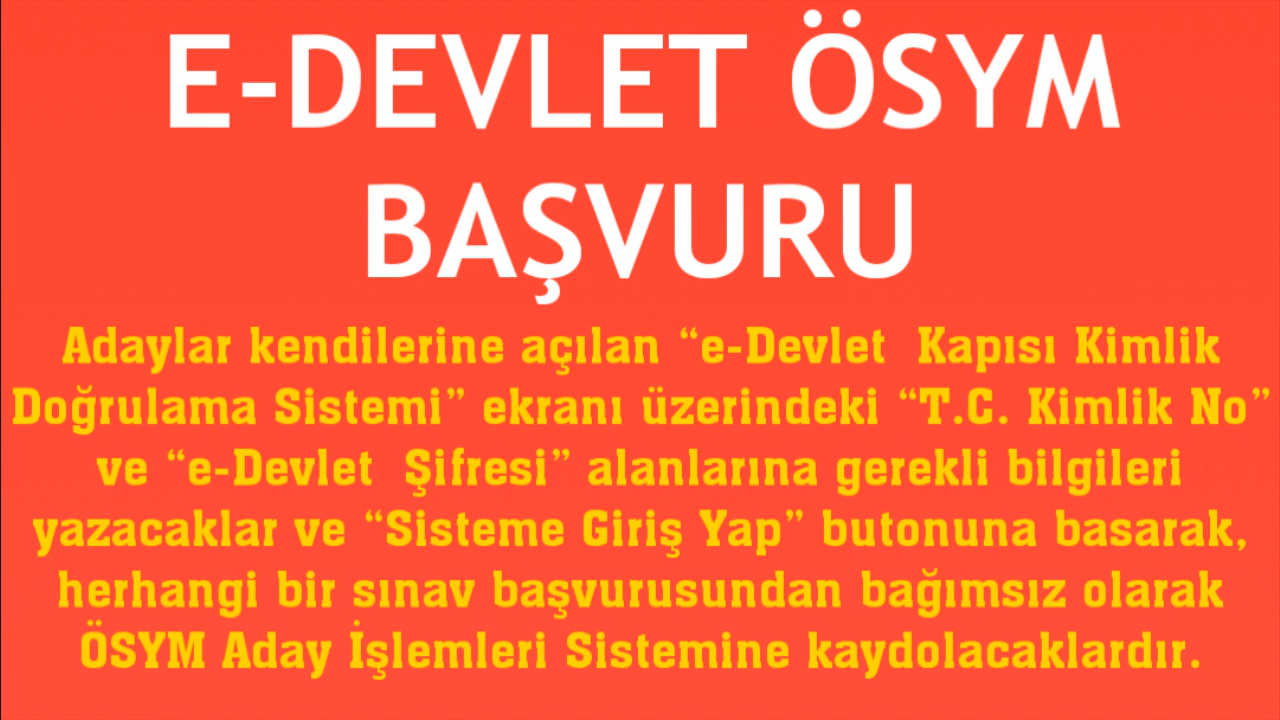 E-DEVLET ÖSYM
BAŞVURU
Adaylar kendilerine açılan “e-Devlet Kapısı Kimlik
Doğrulama Sistemi” ekranı üzerindeki “T.C. Kimlik No”
ve “e-Devlet Şifresi” alanlarına gerekli bilgileri
yazacaklar ve “Sisteme Giriş Yap” butonuna basarak,
herhangi bir sınav başvurusundan bağımsız olarak
ÖSYM Aday İşlemleri Sistemine kaydolacaklardır.